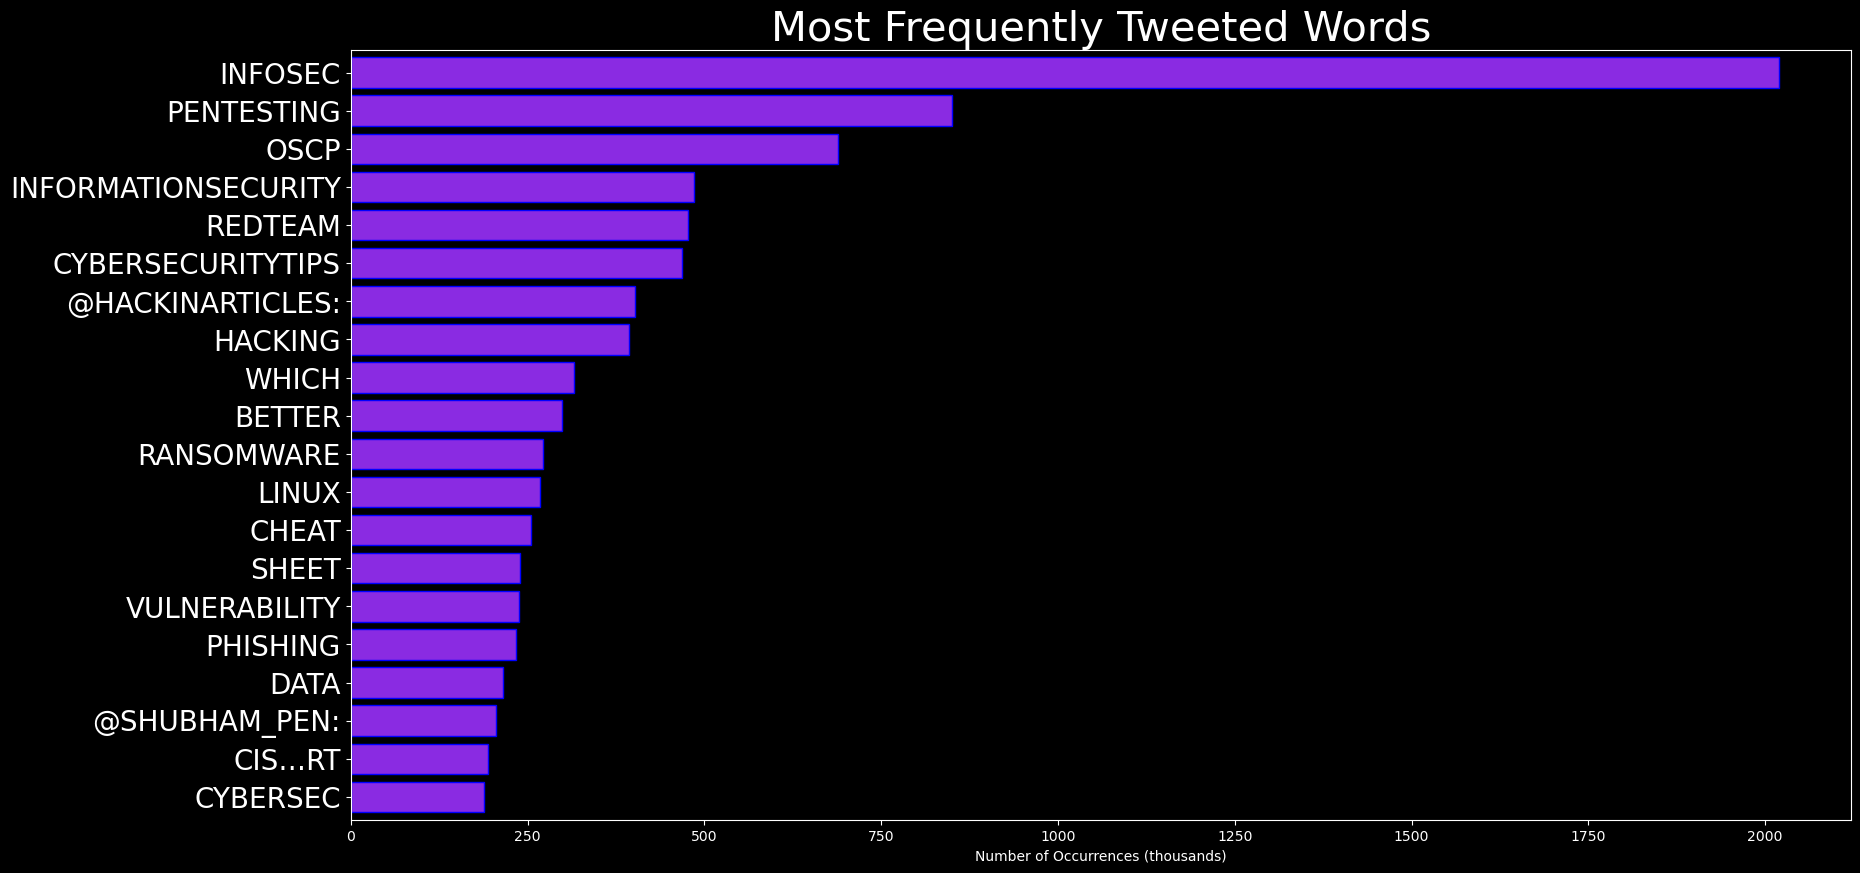 Most Frequently Tweeted Words
INFOSEC
PENTESTING
OSCP
INFORMATIONSECURITY
REDTEAM
CYBERSECURITYTIPS
@HACKINARTICLES:
HACKING
WHICH
BETTER
RANSOMWARE
LINUX
CHEAT
SHEET
VULNERABILITY
PHISHING
DATA
@SHUBHAM_PEN:
CIS…RT
CYBERSEC
0 250 500 750 1000 1250 1500 1750 2000
Number of Occurrences (thousands)